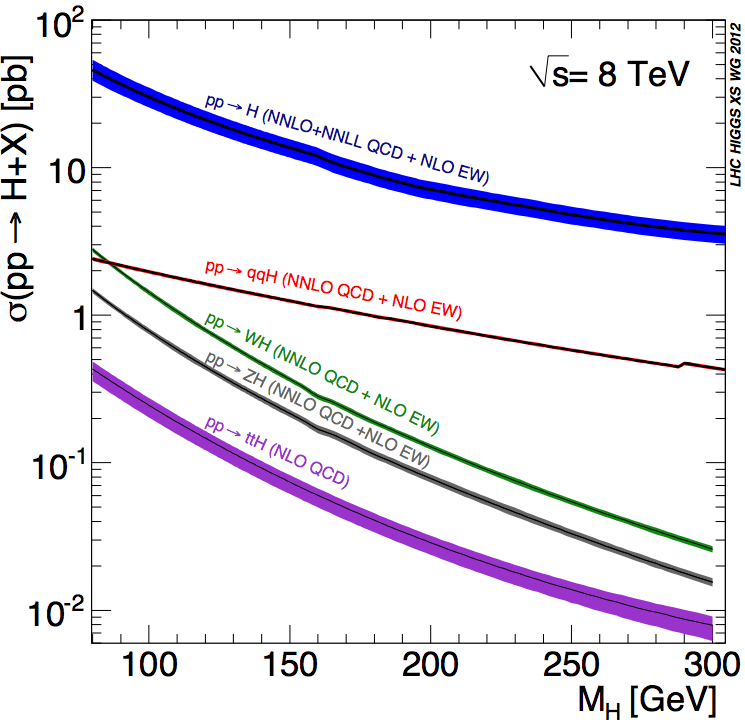 10²
10
1
10⁻¹
10⁻²
σ(pp → H+X) [pb]
√s= 8 TeV
LHC HIGGS XS WG 2012
pp → H (NNLO+NNLL QCD + NLO EW)
pp → qqH (NNLO QCD + NLO EW)
pp → WH (NNLO QCD + NLO EW)
pp → ZH (NNLO QCD +NLO EW)
pp → ttH (NLO QCD)
100 150 200 250 300
M_H [GeV]